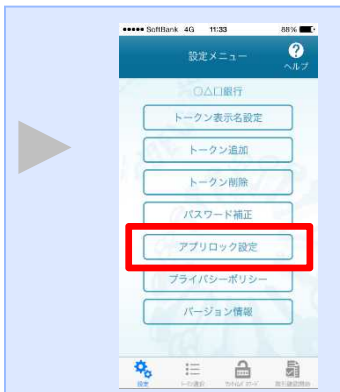 SoftBank 4G 11:33 88%
設定メニュー
?
ヘルプ
○△□銀行
トークン表示名設定
トークン追加
トークン削除
パスワード補正
アプリロック設定
プライバシーポリシー
バージョン情報
設定